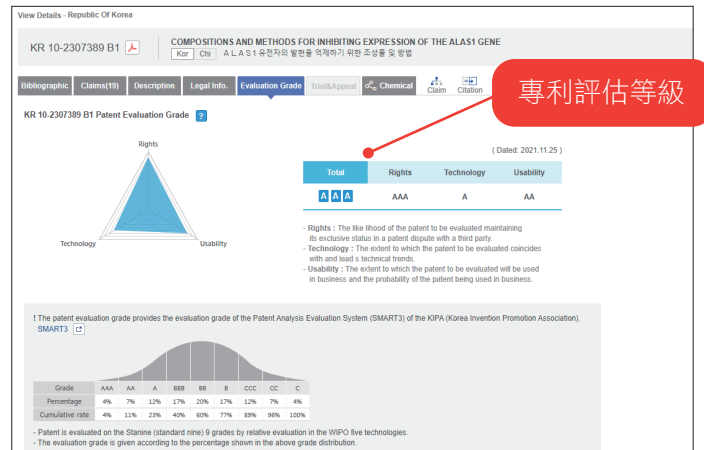 View Details - Republic Of Korea
KR 10-2307389 B1
COMPOSITIONS AND METHODS FOR INHIBITING EXPRESSION OF THE ALAS1 GENE
Kor Chi A L A S 1 유전자의 발현을 억제하기 위한 조성물 및 방법
Bibliographic Claims(19) Description Legal Info. Evaluation Grade Trial&Appeal Chemical Claim Citation
專利評估等級
KR 10-2307389 B1 Patent Evaluation Grade ?
Rights
Technology
Usability
( Dated: 2021.11.25 )
Total Rights Technology Usability
A A A AAA A AA
- Rights : The like lihood of the patent to be evaluated maintaining
its exclusive status in a patent dispute with a third party.
- Technology : The extent to which the patent to be evaluated coincides
with and lead s technical trends.
- Usability : The extent to which the patent to be evaluated will be used
in business and the probability of the patent being used in business.
! The patent evaluation grade provides the evaluation grade of the Patent Analysis Evaluation System (SMART3) of the KIPA (Korea Invention Promotion Association).
SMART3
Grade AAA AA A BBB BB B CCC CC C
Percentage 4% 7% 12% 17% 20% 17% 12% 7% 4%
Cumulative rate 4% 11% 23% 40% 60% 77% 89% 96% 100%
- Patent is evaluated on the Stanine (standard nine) 9 grades by relative evaluation in the WIPO five technologies.
- The evaluation grade is given according to the percentage shown in the above grade distribution.